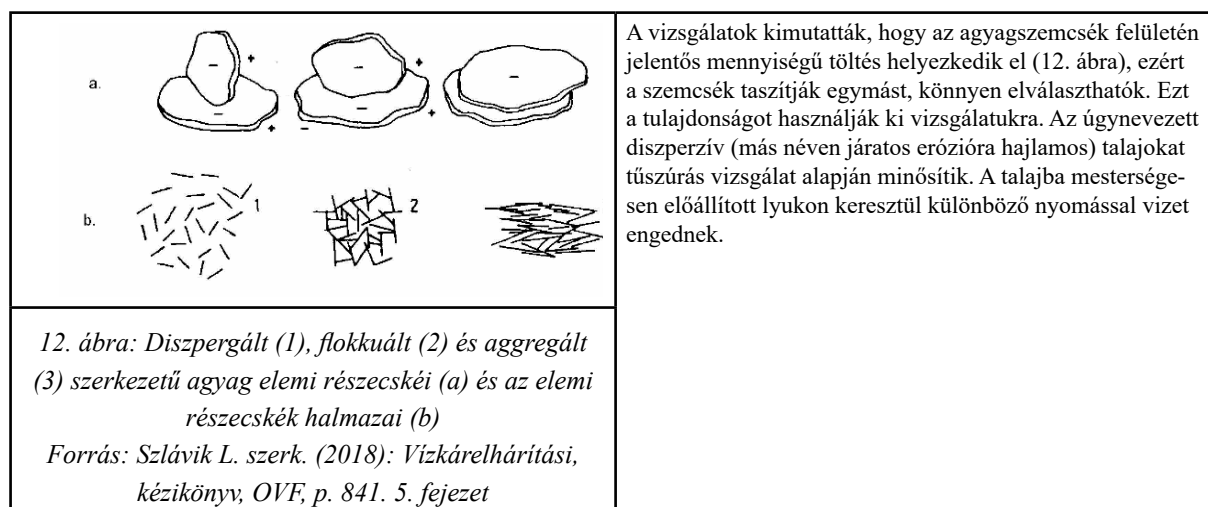 a.
− + − +
− + −
− + −
−
b.
1
2
12. ábra: Diszpergált (1), flokkuált (2) és aggregált
(3) szerkezetű agyag elemi részecskéi (a) és az elemi
részecskék halmazai (b)
Forrás: Szlávik L. szerk. (2018): Vízkárelhárítási,
kézikönyv, OVF, p. 841. 5. fejezet
A vizsgálatok kimutatták, hogy az agyagszemcsék felületén
jelentős mennyiségű töltés helyezkedik el (12. ábra), ezért
a szemcsék taszítják egymást, könnyen elválaszthatók. Ezt
a tulajdonságot használják ki vizsgálatukra. Az úgynevezett
diszperzív (más néven járatos erózióra hajlamos) talajokat
tűszúrás vizsgálat alapján minősítik. A talajba mestersége-
sen előállított lyukon keresztül különböző nyomással vizet
engednek.